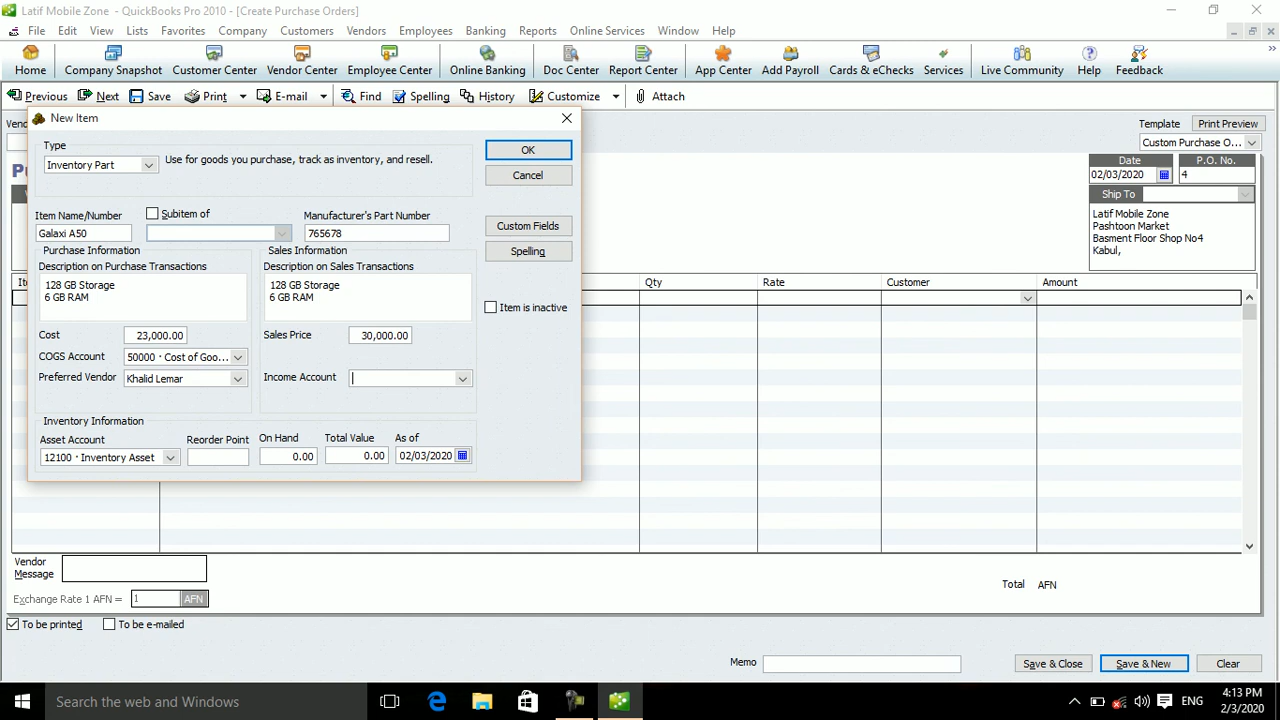 Latif Mobile Zone - QuickBooks Pro 2010 - [Create Purchase Orders]
File Edit View Lists Favorites Company Customers Vendors Employees Banking Reports Online Services Window Help
Home Company Snapshot Customer Center Vendor Center Employee Center Online Banking Doc Center Report Center App Center Add Payroll Cards & eChecks Services Live Community Help Feedback
Previous Next Save Print E-mail Find Spelling History Customize Attach
New Item
Template Print Preview
Custom Purchase O...
Date P.O. No.
02/03/2020 4
Ship To
Latif Mobile Zone
Pashtoon Market
Basment Floor Shop No4
Kabul,
Type
Inventory Part Use for goods you purchase, track as inventory, and resell.
OK
Cancel
Item Name/Number Subitem of Manufacturer's Part Number
Galaxi A50 765678
Custom Fields
Spelling
Purchase Information Sales Information
Description on Purchase Transactions Description on Sales Transactions
128 GB Storage 128 GB Storage
6 GB RAM 6 GB RAM
Item is inactive
Cost 23,000.00 Sales Price 30,000.00
COGS Account 50000 · Cost of Goo...
Preferred Vendor Khalid Lemar Income Account
Inventory Information
Asset Account Reorder Point On Hand Total Value As of
12100 · Inventory Asset 0.00 0.00 02/03/2020
Qty Rate Customer Amount
Vendor
Message
Total AFN
Exchange Rate 1 AFN = 1 AFN
To be printed To be e-mailed
Memo Save & Close Save & New Clear
Search the web and Windows
ENG
4:13 PM
2/3/2020